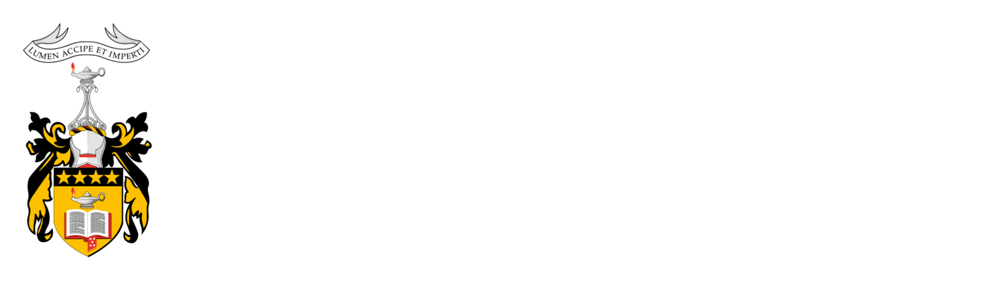 LUMEN ACCIPE ET IMPERTI